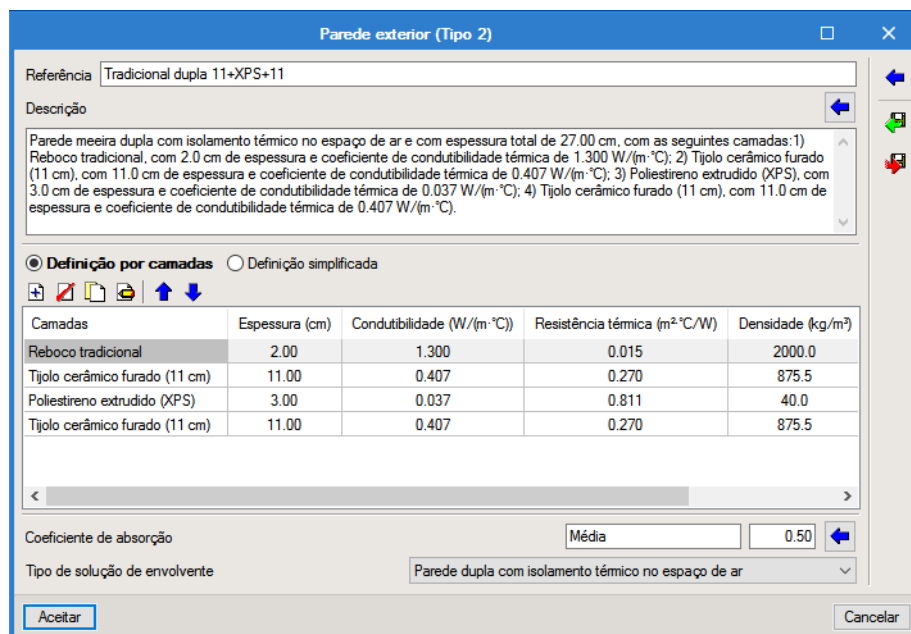 Parede exterior (Tipo 2)
Referência Tradicional dupla 11+XPS+11
Descrição
Parede meeira dupla com isolamento térmico no espaço de ar e com espessura total de 27.00 cm, com as seguintes camadas:1)
Reboco tradicional, com 2.0 cm de espessura e coeficiente de condutibilidade térmica de 1.300 W/(m·°C); 2) Tijolo cerâmico furado
(11 cm), com 11.0 cm de espessura e coeficiente de condutibilidade térmica de 0.407 W/(m·°C); 3) Poliestireno extrudido (XPS), com
3.0 cm de espessura e coeficiente de condutibilidade térmica de 0.037 W/(m·°C); 4) Tijolo cerâmico furado (11 cm), com 11.0 cm de
espessura e coeficiente de condutibilidade térmica de 0.407 W/(m·°C).
Definição por camadas Definição simplificada
Camadas Espessura (cm) Condutibilidade (W/(m·°C)) Resistência térmica (m²·°C/W) Densidade (kg/m³)
Reboco tradicional 2.00 1.300 0.015 2000.0
Tijolo cerâmico furado (11 cm) 11.00 0.407 0.270 875.5
Poliestireno extrudido (XPS) 3.00 0.037 0.811 40.0
Tijolo cerâmico furado (11 cm) 11.00 0.407 0.270 875.5
Coeficiente de absorção Média 0.50
Tipo de solução de envolvente Parede dupla com isolamento térmico no espaço de ar
Aceitar Cancelar